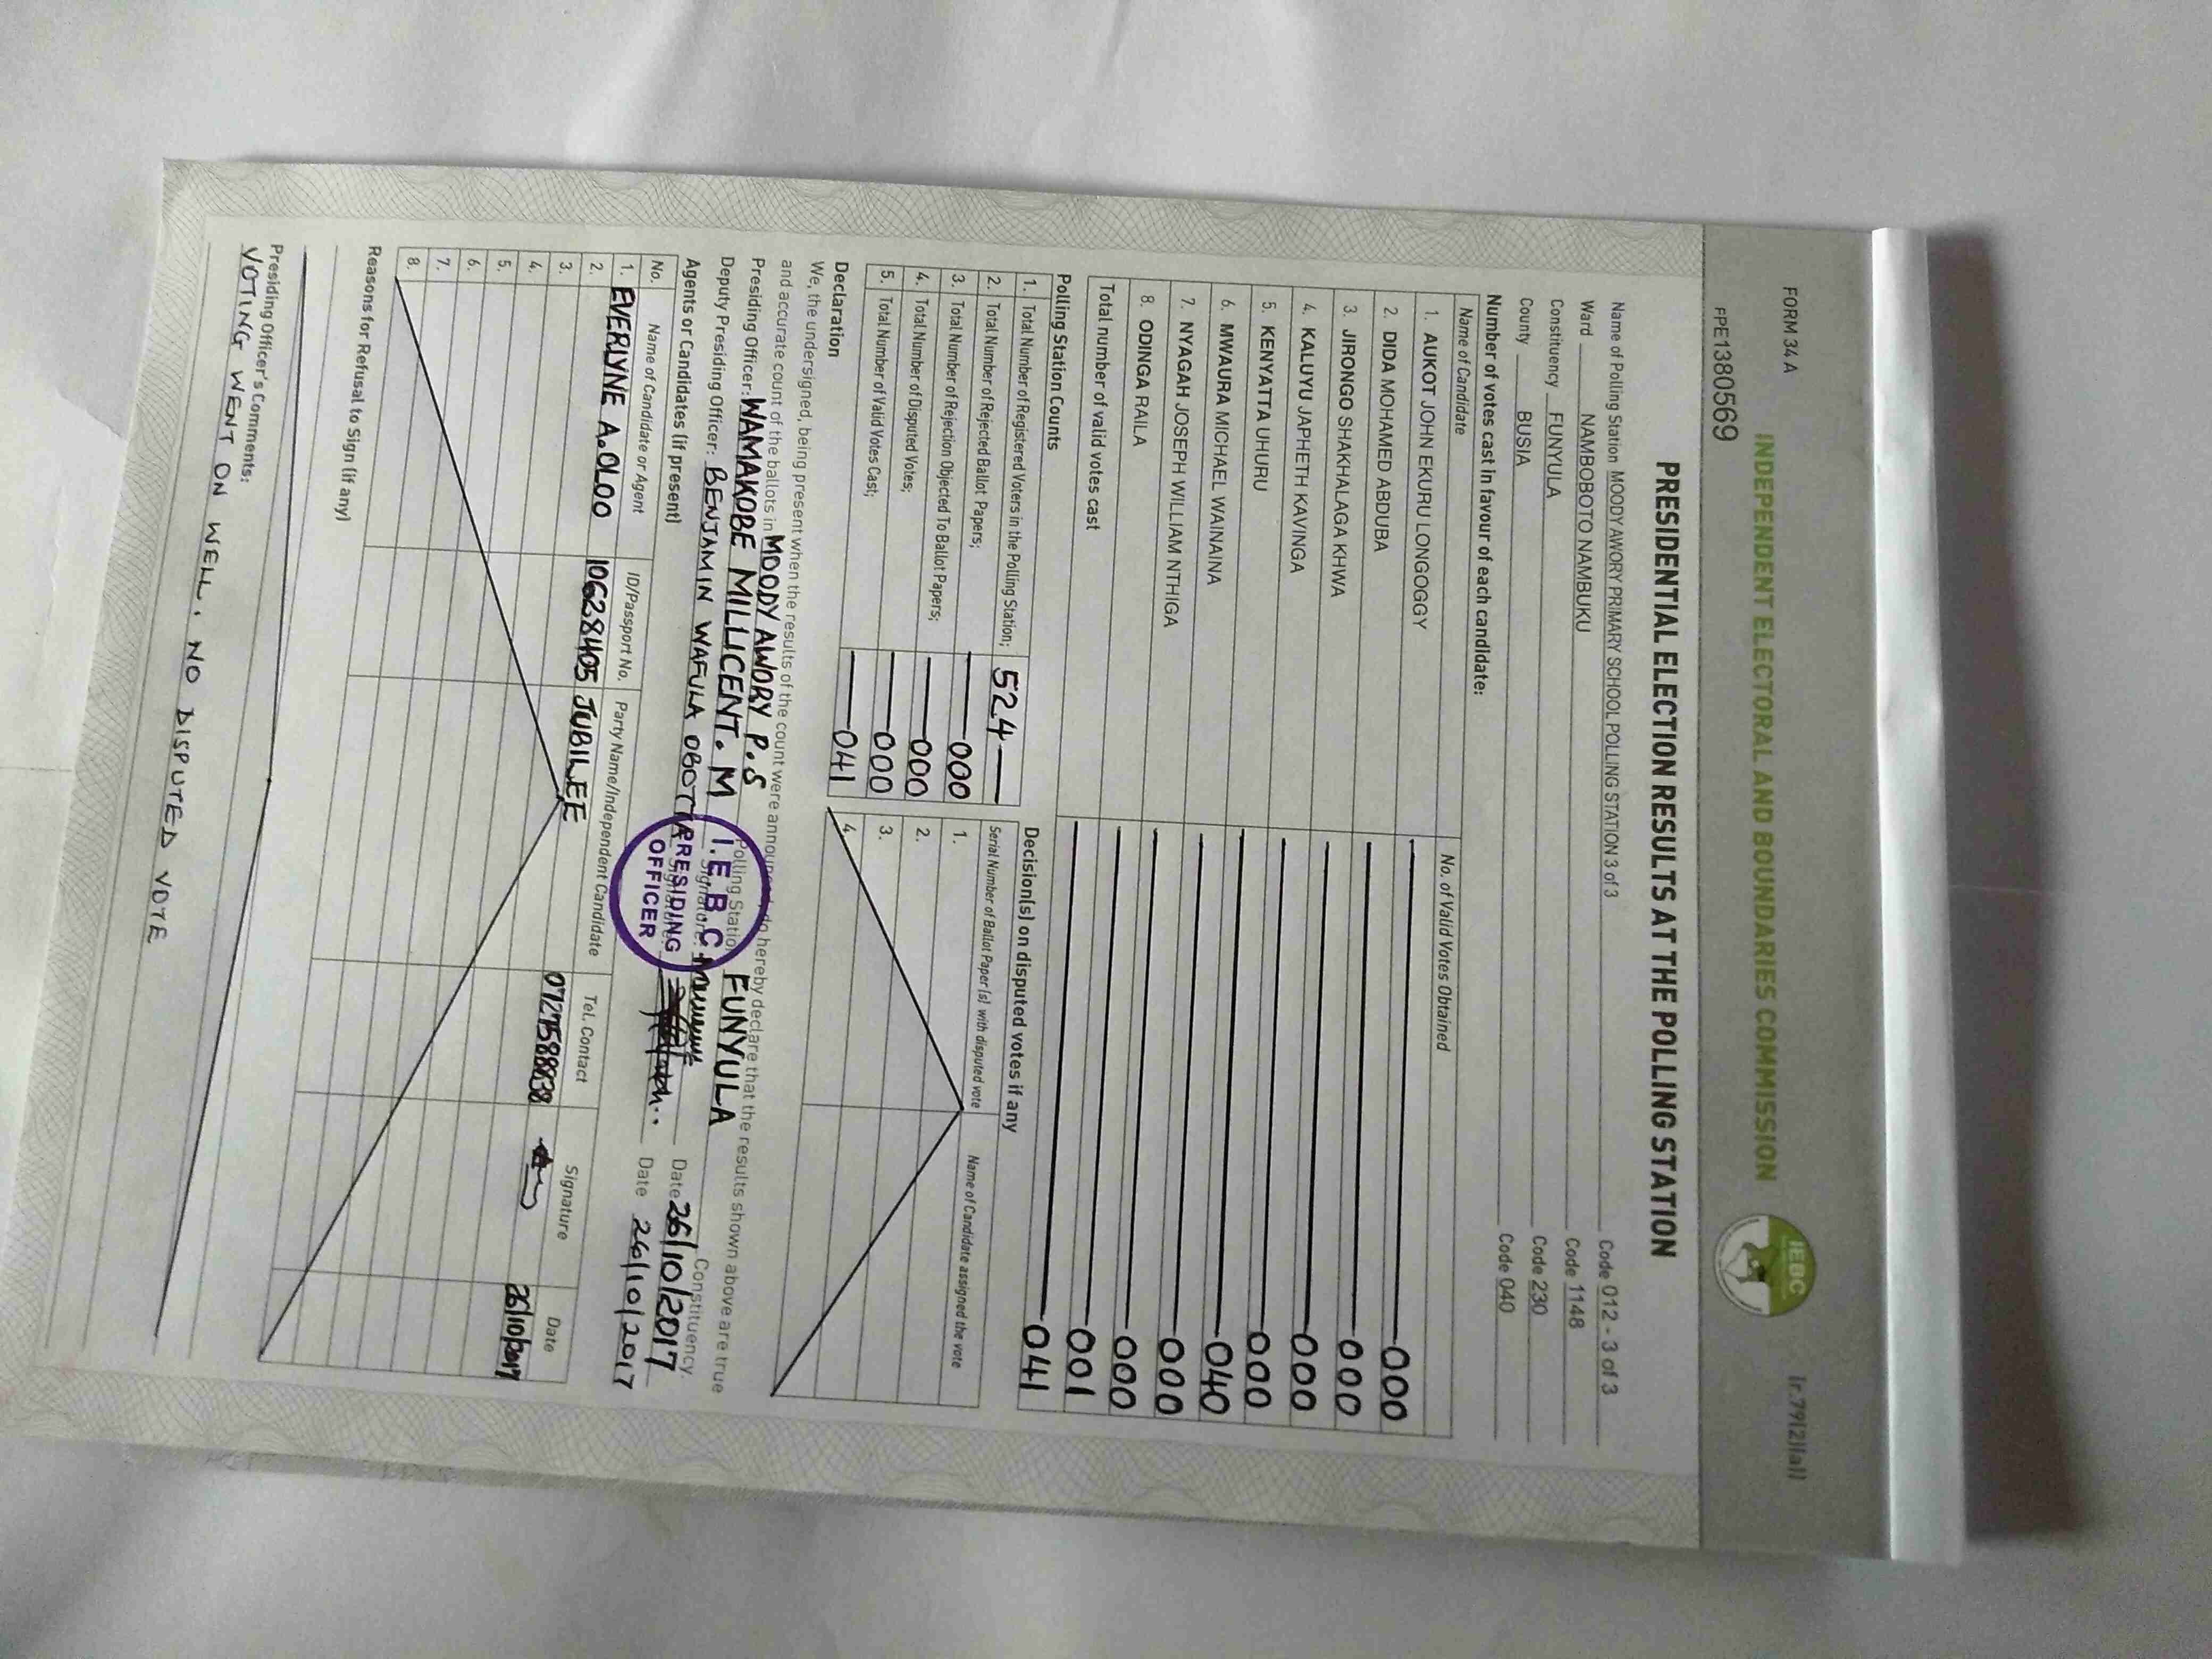 FORM 34 A
(r.79(2)(a))
INDEPENDENT ELECTORAL AND BOUNDARIES COMMISSION
IEBC
FPE1380569
PRESIDENTIAL ELECTION RESULTS AT THE POLLING STATION
Name of Polling Station MOODY AWORY PRIMARY SCHOOL POLLING STATION 3 of 3 Code 012 - 3 of 3
Ward NAMBOBOTO NAMBUKU Code 1148
Constituency FUNYULA Code 230
County BUSIA Code 040
Number of votes cast in favour of each candidate:
Name of Candidate No. of Valid Votes Obtained
1. AUKOT JOHN EKURU LONGOGGY 000
2. DIDA MOHAMED ABDUBA 000
3. JIRONGO SHAKHALAGA KHWA 000
4. KALUYU JAPHETH KAVINGA 000
5. KENYATTA UHURU 040
6. MWAURA MICHAEL WAINAINA 000
7. NYAGAH JOSEPH WILLIAM NTHIGA 000
8. ODINGA RAILA 001
Total number of valid votes cast 041
Polling Station Counts
1. Total Number of Registered Voters in the Polling Station; 524
2. Total Number of Rejected Ballot Papers; 000
3. Total Number of Rejection Objected To Ballot Papers; 000
4. Total Number of Disputed Votes; 000
5. Total Number of Valid Votes Cast; 041
Decision(s) on disputed votes if any
Serial Number of Ballot Paper (s) with disputed vote Name of Candidate assigned the vote
1.
2.
3.
4.
Declaration
We, the undersigned, being present when the results of the count were announced, do hereby declare that the results shown above are true
and accurate count of the ballots in MOODY AWORY P.S Polling Station FUNYULA Constituency
Presiding Officer: WAMAKOBE MILLICENT. M Signature: Date 26/10/2017
Deputy Presiding Officer: BENJAMIN WAFULA OBOTTA Signature: Date 26/10/2017
I.E.B.C
PRESIDING
OFFICER
Agents or Candidates (if present)
No. Name of Candidate or Agent ID/Passport No. Party Name/Independent Candidate Tel. Contact Signature Date
1. EVERLYNE A.OLOO 10628405 JUBILEE 0727588838 26/10/2017
2.
3.
4.
5.
6.
7.
8.
Reasons for Refusal to Sign (if any)
Presiding Officer's Comments:
VOTING WENT ON WELL, NO DISPUTED VOTE